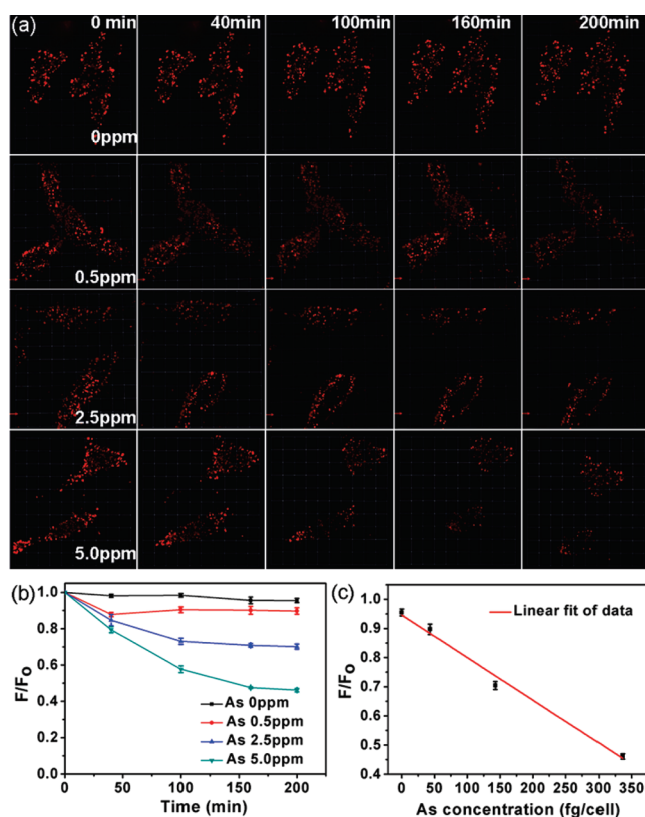 (a) 0 min 40min 100min 160min 200min
0ppm
0.5ppm
2.5ppm
5.0ppm
(b)
1.0
0.8
0.6
0.4
0.2
0.0
F/Fo
As 0ppm
As 0.5ppm
As 2.5ppm
As 5.0ppm
0 50 100 150 200
Time (min)
(c)
1.0
0.9
0.8
0.7
0.6
0.5
0.4
F/Fo
Linear fit of data
0 50 100 150 200 250 300 350
As concentration (fg/cell)